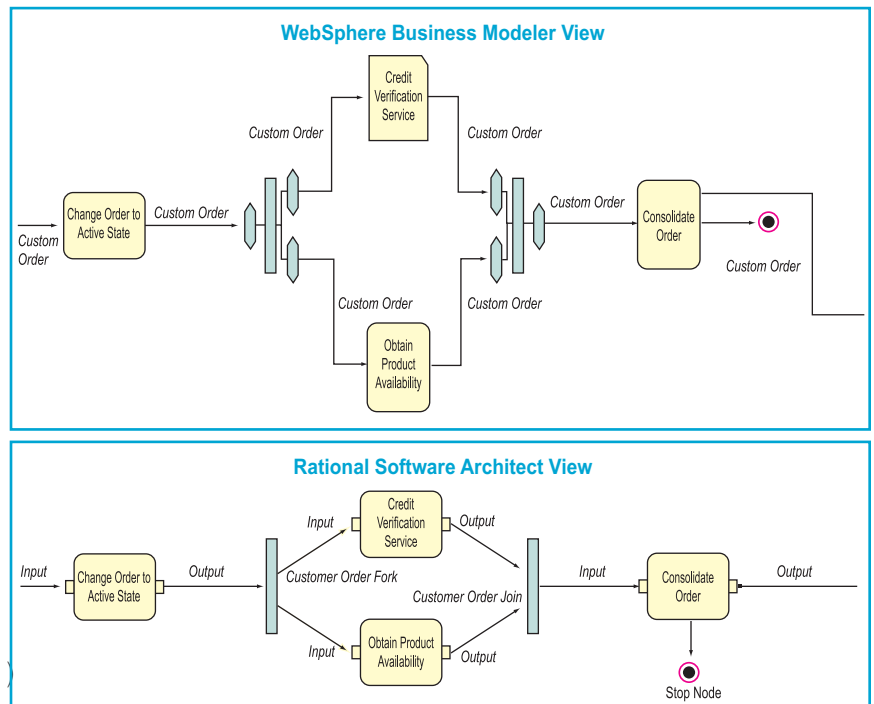 WebSphere Business Modeler View
Credit
Verification
Service
Custom Order
Custom Order
Change Order to
Active State
Custom Order
Custom
Order
Custom Order
Consolidate
Order
Custom Order
Custom Order
Custom Order
Obtain
Product
Availability
Rational Software Architect View
Credit
Verification
Service
Input
Output
Input
Change Order to
Active State
Output
Customer Order Fork
Customer Order Join
Input
Consolidate
Order
Output
Input
Obtain Product
Availability
Output
)
Stop Node